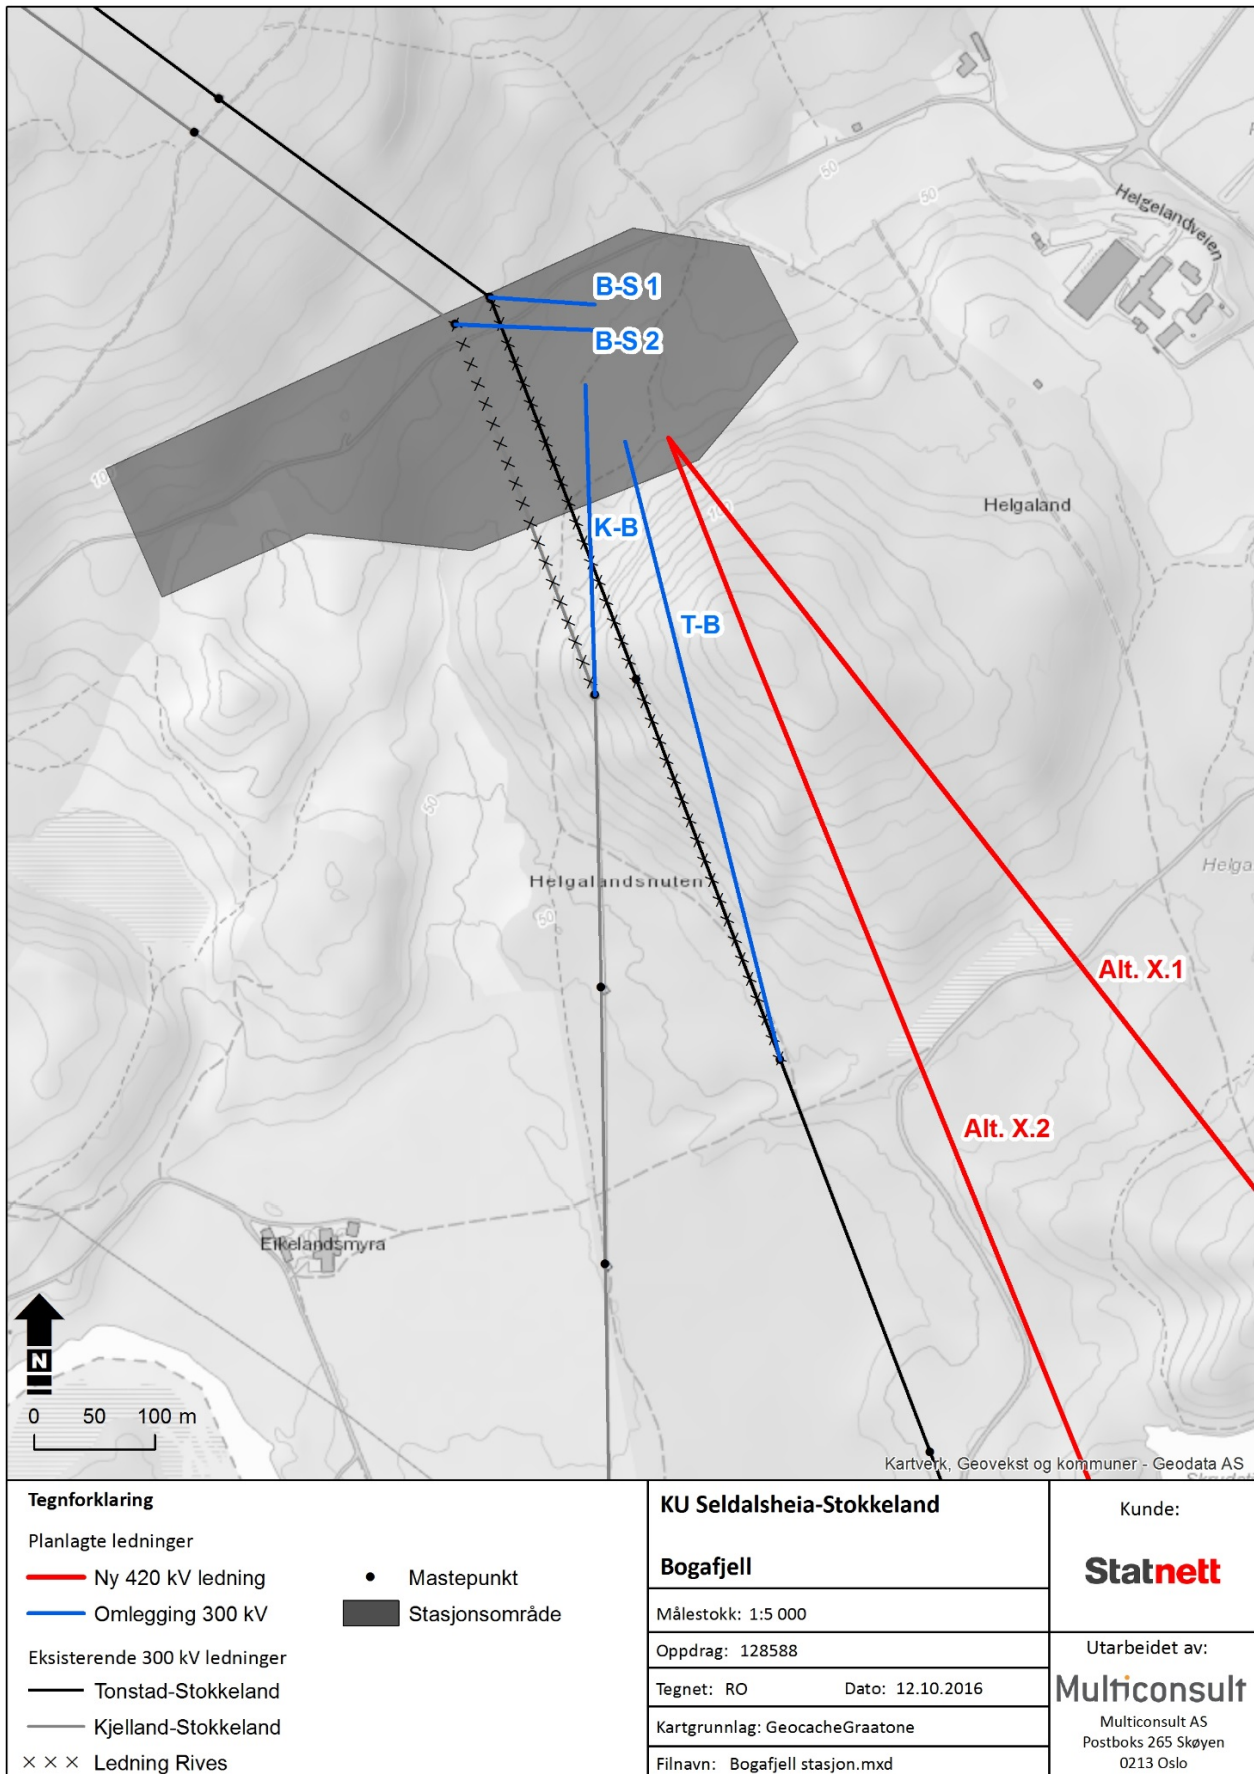 50
50
Helgelandveien
B-S 1
B-S 2
100
Helgaland
K-B
T-B
50
Helgalandsnuten
50
Helga
Alt. X.1
Alt. X.2
Eikelandsmyra
N
0 50 100 m
Kartverk, Geovekst og kommuner - Geodata AS
Tegnforklaring
Planlagte ledninger
Ny 420 kV ledning
Omlegging 300 kV
Mastepunkt
Stasjonsområde
Eksisterende 300 kV ledninger
Tonstad-Stokkeland
Kjelland-Stokkeland
××× Ledning Rives
KU Seldalsheia-Stokkeland
Bogafjell
Målestokk: 1:5 000
Oppdrag: 128588
Tegnet: RO Dato: 12.10.2016
Kartgrunnlag: GeocacheGraatone
Filnavn: Bogafjell stasjon.mxd
Kunde:
Statnett
Utarbeidet av:
Multiconsult
Multiconsult AS
Postboks 265 Skøyen
0213 Oslo